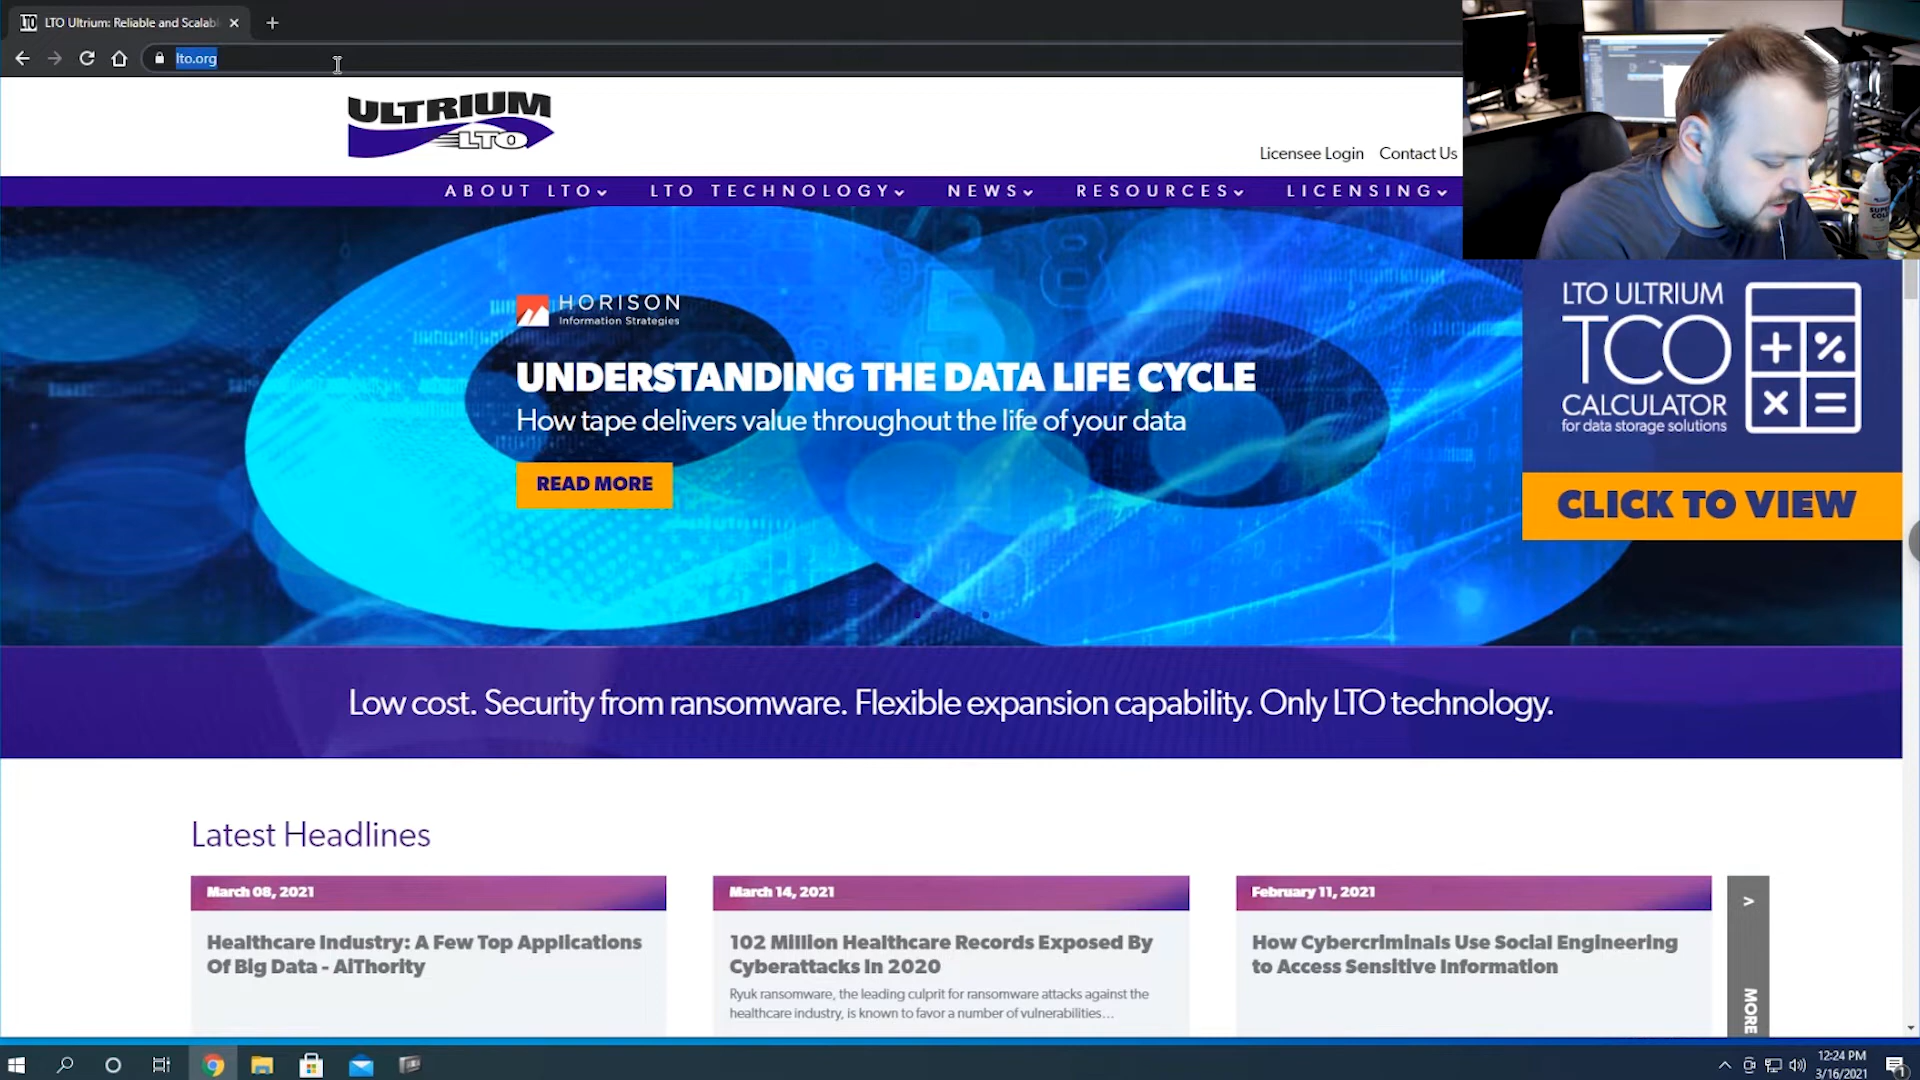 LTO
LTO Ultrium: Reliable and Scalabl
lto.org
ULTRIUM
LTO
Licensee Login
Contact Us
ABOUT LTO
LTO TECHNOLOGY
NEWS
RESOURCES
LICENSING
HORISON
Information Strategies
UNDERSTANDING THE DATA LIFE CYCLE
How tape delivers value throughout the life of your data
READ MORE
LTO ULTRIUM
TCO
CALCULATOR
for data storage solutions
CLICK TO VIEW
Low cost. Security from ransomware. Flexible expansion capability. Only LTO technology.
Latest Headlines
March 08, 2021
Healthcare Industry: A Few Top Applications
Of Big Data - AiThority
March 14, 2021
102 Million Healthcare Records Exposed By
Cyberattacks In 2020
Ryuk ransomware, the leading culprit for ransomware attacks against the
healthcare industry, is known to favor a number of vulnerabilities...
February 11, 2021
How Cybercriminals Use Social Engineering
to Access Sensitive Information
> MORE
12:24 PM
3/16/2021
1